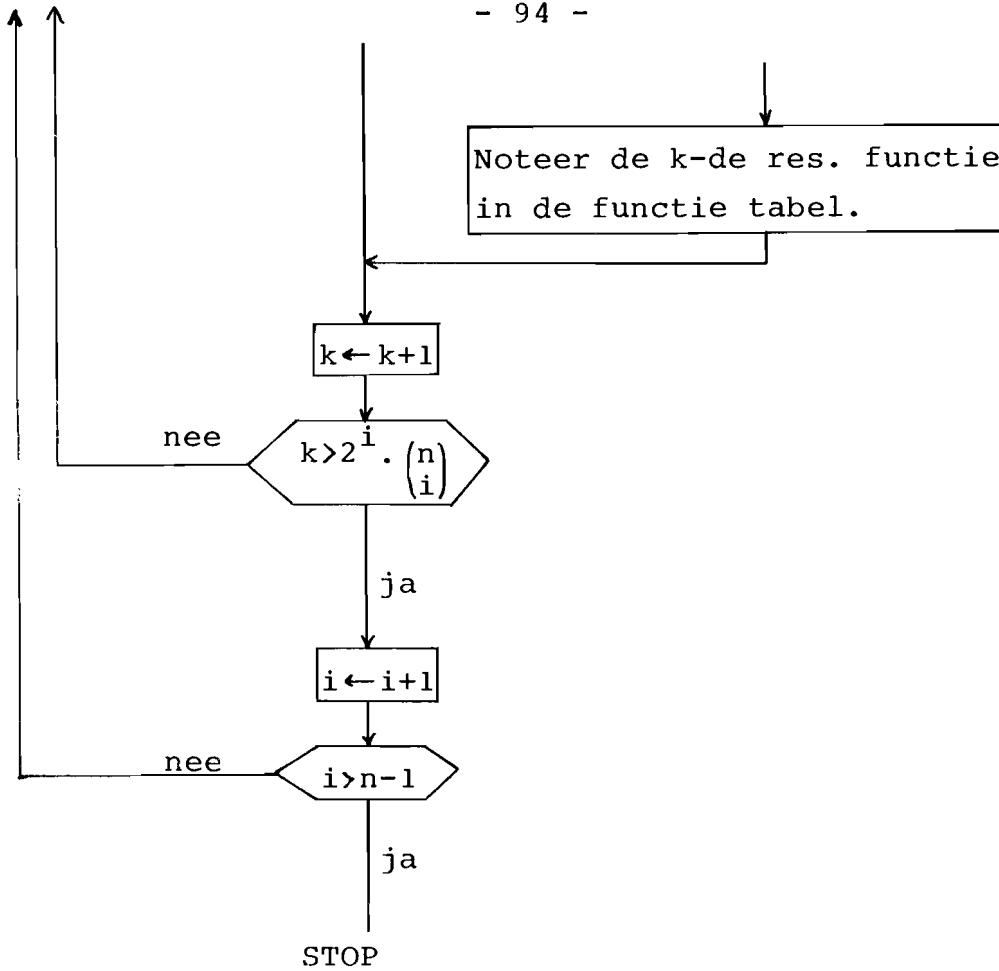 - 94 -
Noteer de k-de res. functie
in de functie tabel.
k ← k+1
nee
k>2^i . (n i)
ja
i ← i+1
nee
i>n-1
ja
STOP